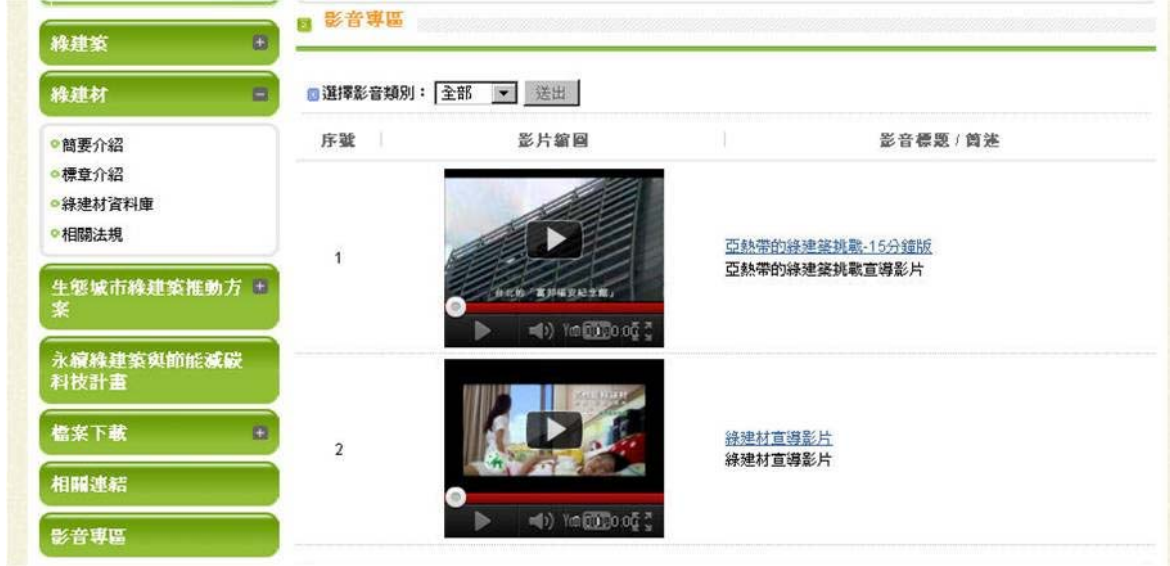 影音專區
綠建築
綠建材
簡要介紹
標章介紹
綠建材資料庫
相關法規
生態城市綠建築推動方
案
永續綠建築與節能減碳
科技計畫
檔案下載
相關連結
影音專區
選擇影音類別： 全部 送出
序號 影片縮圖 影音標題 / 簡述
1
台北的「富邦福安紀念館」
亞熱帶的綠建築挑戰-15分鐘版
亞熱帶的綠建築挑戰宣導影片
2
綠建材宣導影片
綠建材宣導影片